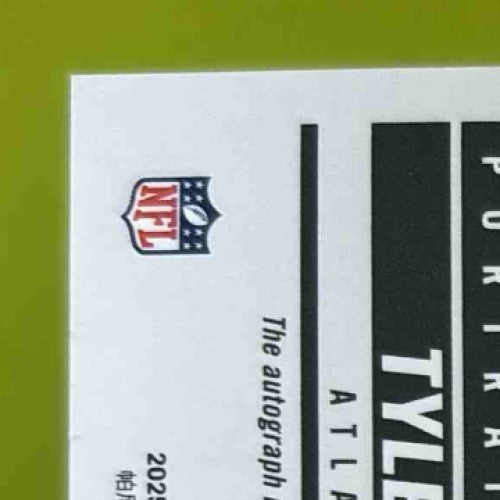 PORTRA
TYLE
ATLA
The autograph
NFL
2025